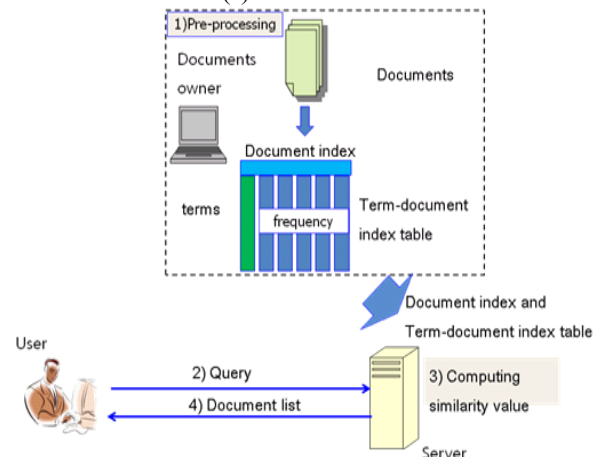 1)Pre-processing
Documents
owner
Documents
Document index
terms
frequency
Term-document
index table
Document index and
Term-document index table
User
2) Query
3) Computing
similarity value
4) Document list
Server